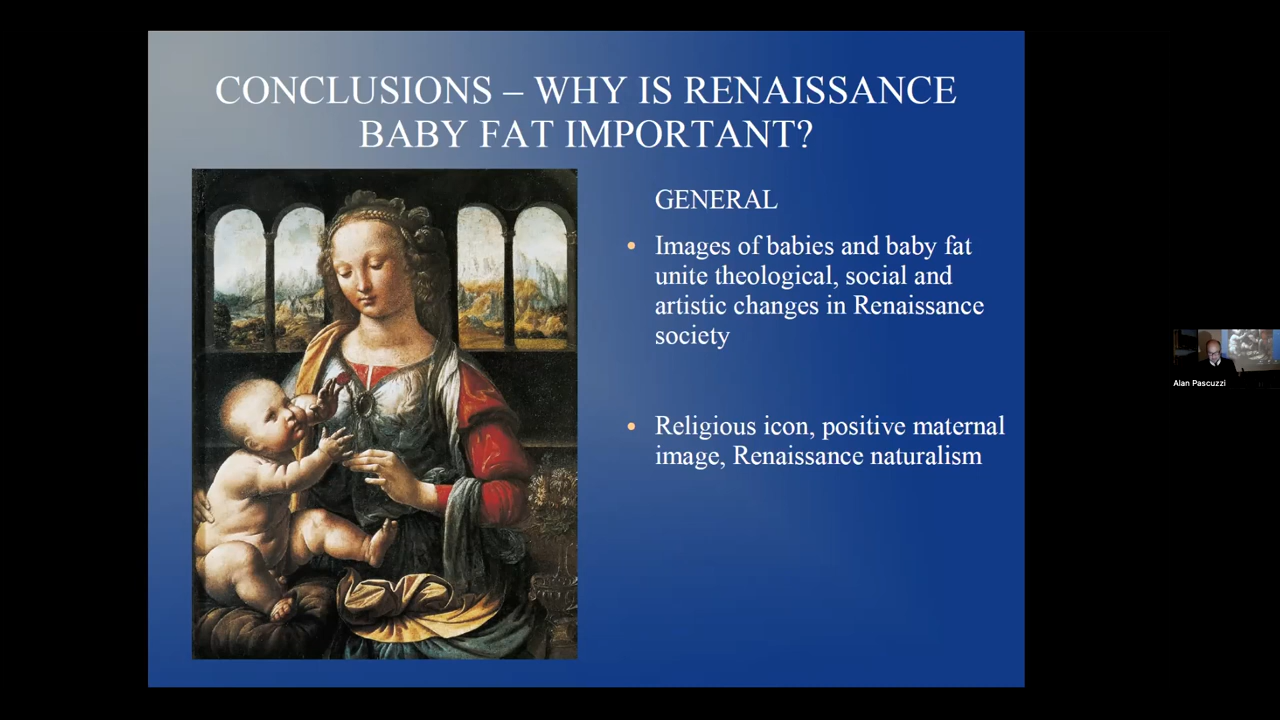 CONCLUSIONS – WHY IS RENAISSANCE
BABY FAT IMPORTANT?
GENERAL
• Images of babies and baby fat
unite theological, social and
artistic changes in Renaissance
society
• Religious icon, positive maternal
image, Renaissance naturalism
Alan Pascuzzi